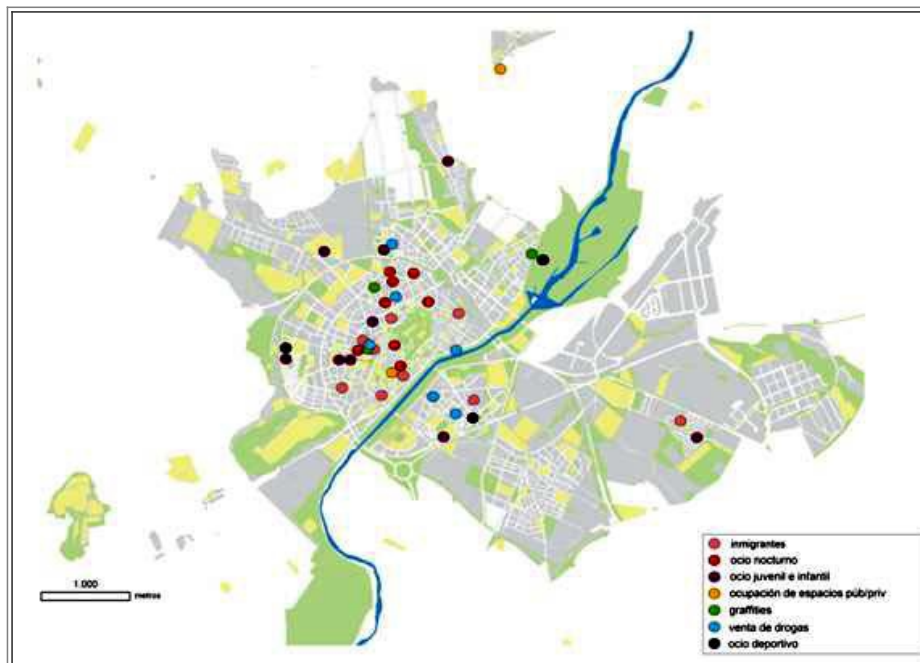 inmigrantes
ocio nocturno
ocio juvenil e infantil
ocupación de espacios púb/priv
graffities
venta de drogas
ocio deportivo
1.000
metros